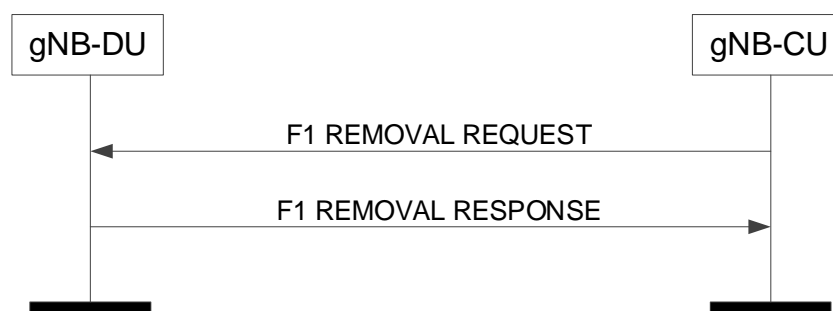 gNB-DU
gNB-CU
F1 REMOVAL REQUEST
F1 REMOVAL RESPONSE